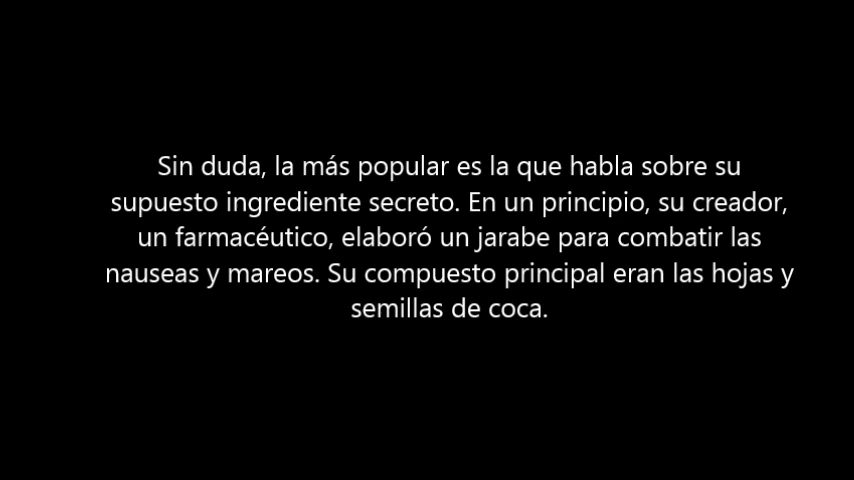 Sin duda, la más popular es la que habla sobre su
supuesto ingrediente secreto. En un principio, su creador,
un farmacéutico, elaboró un jarabe para combatir las
nauseas y mareos. Su compuesto principal eran las hojas y
semillas de coca.